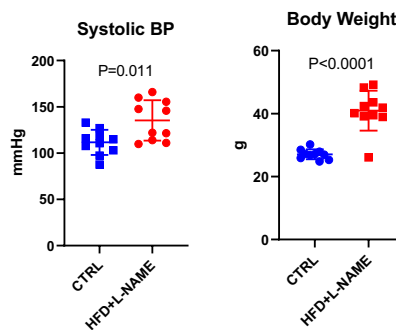 Systolic BP
P=0.011
200
150
100
50
0
mmHg
CTRL
HFD+L-NAME
Body Weight
P<0.0001
60
40
20
0
g
CTRL
HFD+L-NAME